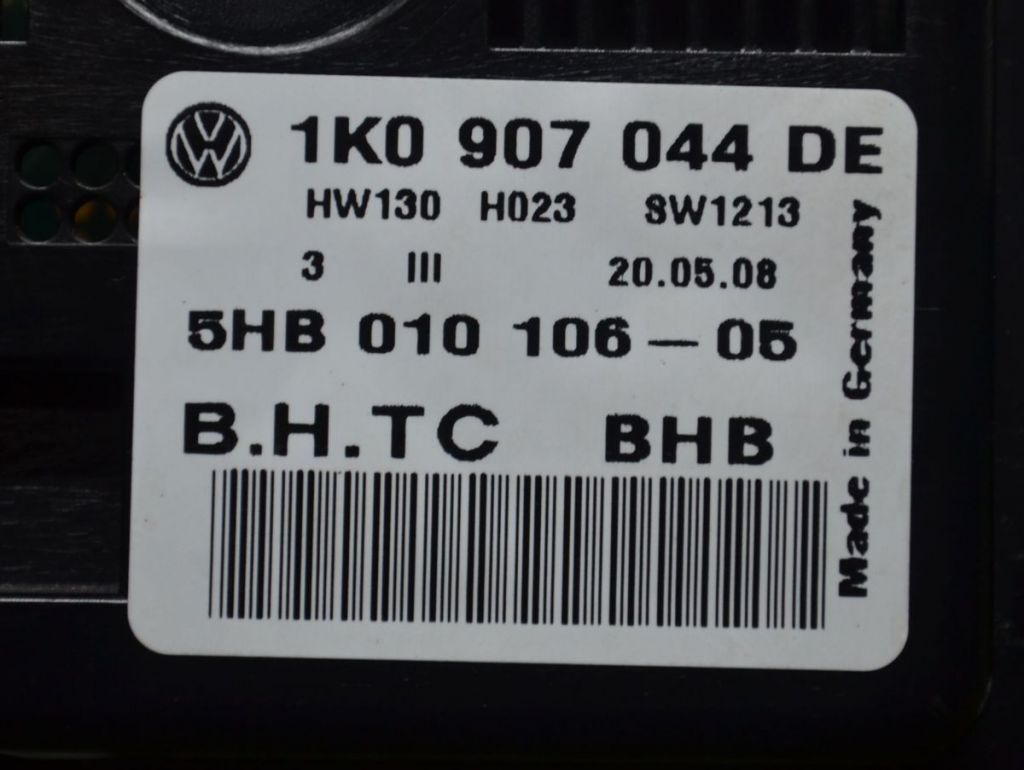 1K0 907 044 DE
HW130 H023 SW1213
3 III 20.05.08
5HB 010 106-05
B.H.TC BHB
Made in Germany